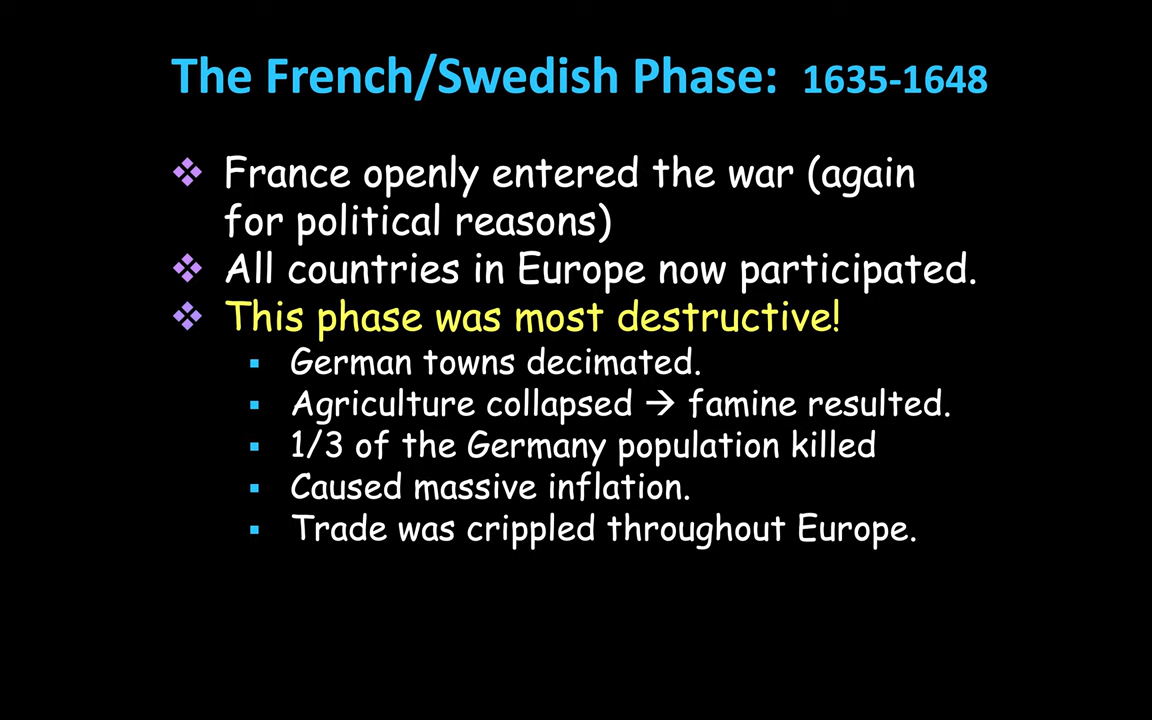 The French/Swedish Phase: 1635-1648
❖ France openly entered the war (again
for political reasons)
❖ All countries in Europe now participated.
❖ This phase was most destructive!
▪ German towns decimated.
▪ Agriculture collapsed → famine resulted.
▪ 1/3 of the Germany population killed
▪ Caused massive inflation.
▪ Trade was crippled throughout Europe.